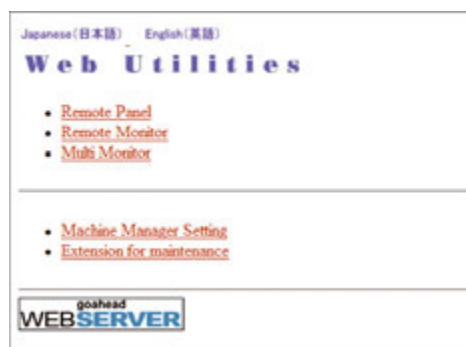 Japanese(日本語) English(英語)
Web Utilities
Remote Panel
Remote Monitor
Multi Monitor
Machine Manager Setting
Extension for maintenance
goahead
WEBSERVER